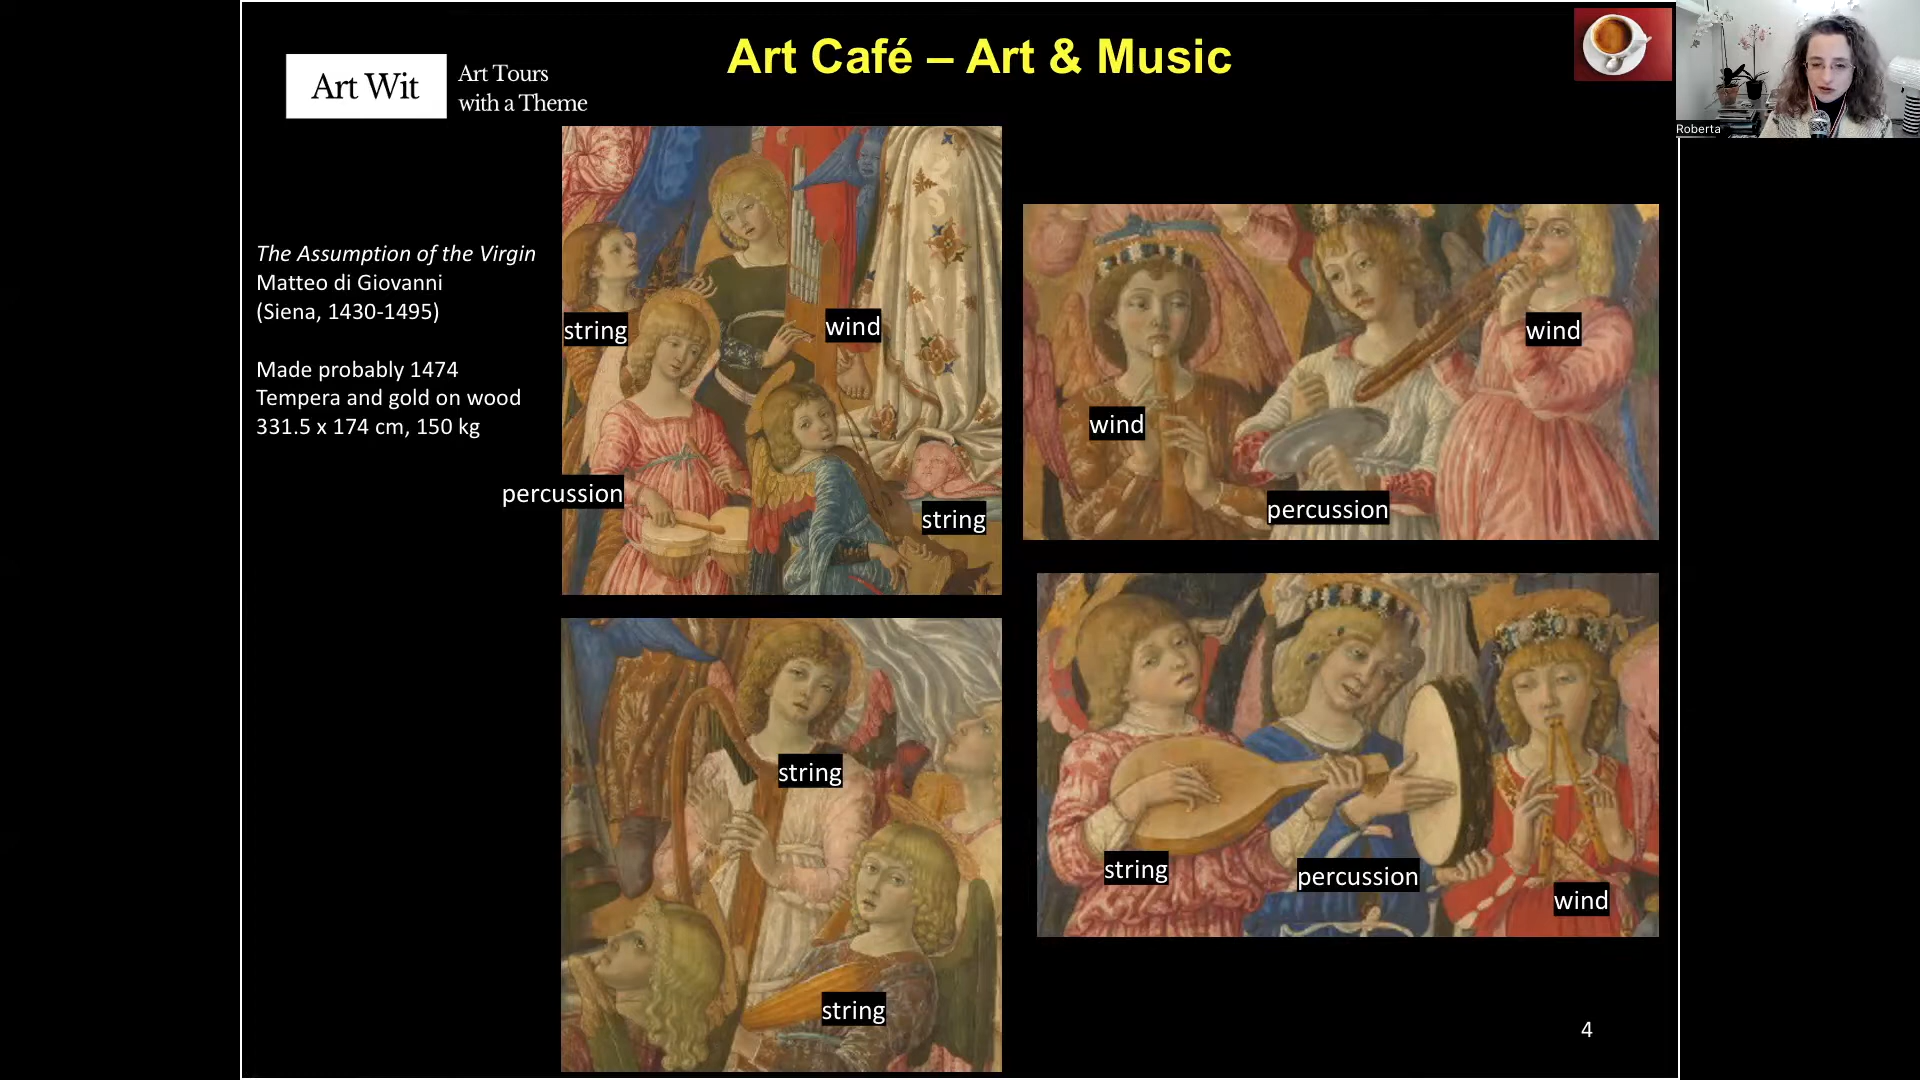 Art Café – Art & Music
Art Wit
Art Tours
with a Theme
Roberta
The Assumption of the Virgin
Matteo di Giovanni
(Siena, 1430-1495)
Made probably 1474
Tempera and gold on wood
331.5 x 174 cm, 150 kg
string
wind
percussion
string
wind
wind
percussion
string
string
string
percussion
wind
4